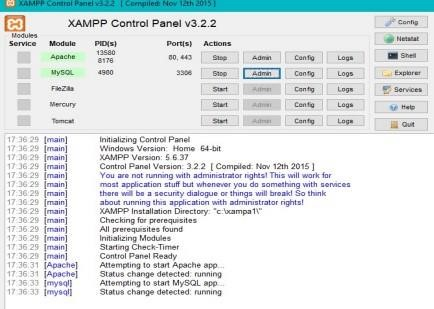 XAMPP Control Panel v3.2.2 [ Compiled: Nov 12th 2015 ]
XAMPP Control Panel v3.2.2
Config
Modules
Service Module PID(s) Port(s) Actions
Netstat
Apache 13580 8176 80, 443 Stop Admin Config Logs
Shell
MySQL 4980 3306 Stop Admin Config Logs
Explorer
FileZilla Start Admin Config Logs
Services
Mercury Start Admin Config Logs
Help
Tomcat Start Admin Config Logs
Quit
17:36:29 [main] Initializing Control Panel
17:36:29 [main] Windows Version: Home 64-bit
17:36:29 [main] XAMPP Version: 5.6.37
17:36:29 [main] Control Panel Version: 3.2.2 [ Compiled: Nov 12th 2015 ]
17:36:29 [main] You are not running with administrator rights! This will work for
17:36:29 [main] most application stuff but whenever you do something with services
17:36:29 [main] there will be a security dialogue or things will break! So think
17:36:29 [main] about running this application with administrator rights!
17:36:29 [main] XAMPP Installation Directory: "c:\xampa1\"
17:36:29 [main] Checking for prerequisites
17:36:29 [main] All prerequisites found
17:36:29 [main] Initializing Modules
17:36:29 [main] Starting Check-Timer
17:36:29 [main] Control Panel Ready
17:36:31 [Apache] Attempting to start Apache app...
17:36:31 [Apache] Status change detected: running
17:36:33 [mysql] Attempting to start MySQL app...
17:36:33 [mysql] Status change detected: running